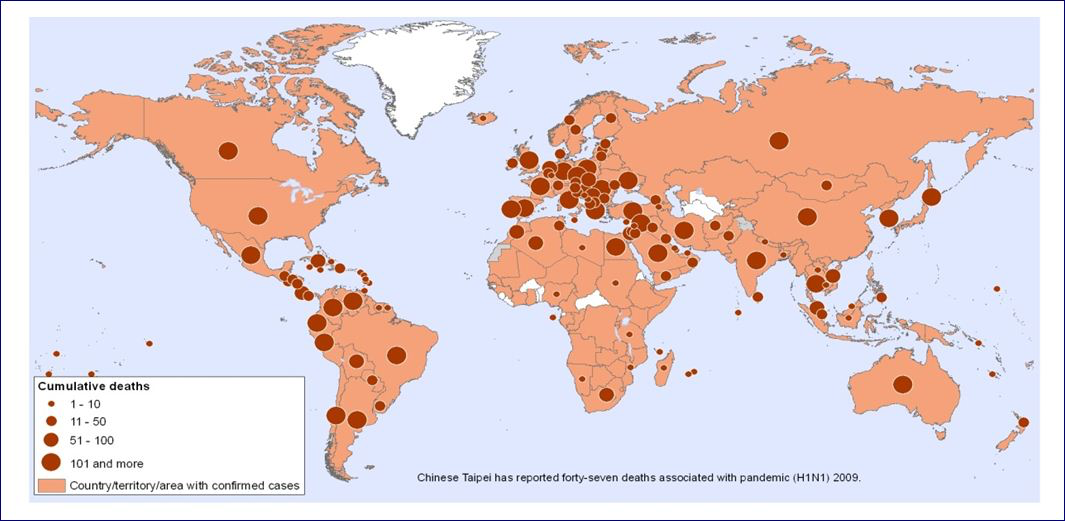 Cumulative deaths
1 - 10
11 - 50
51 - 100
101 and more
Country/territory/area with confirmed cases
Chinese Taipei has reported forty-seven deaths associated with pandemic (H1N1) 2009.